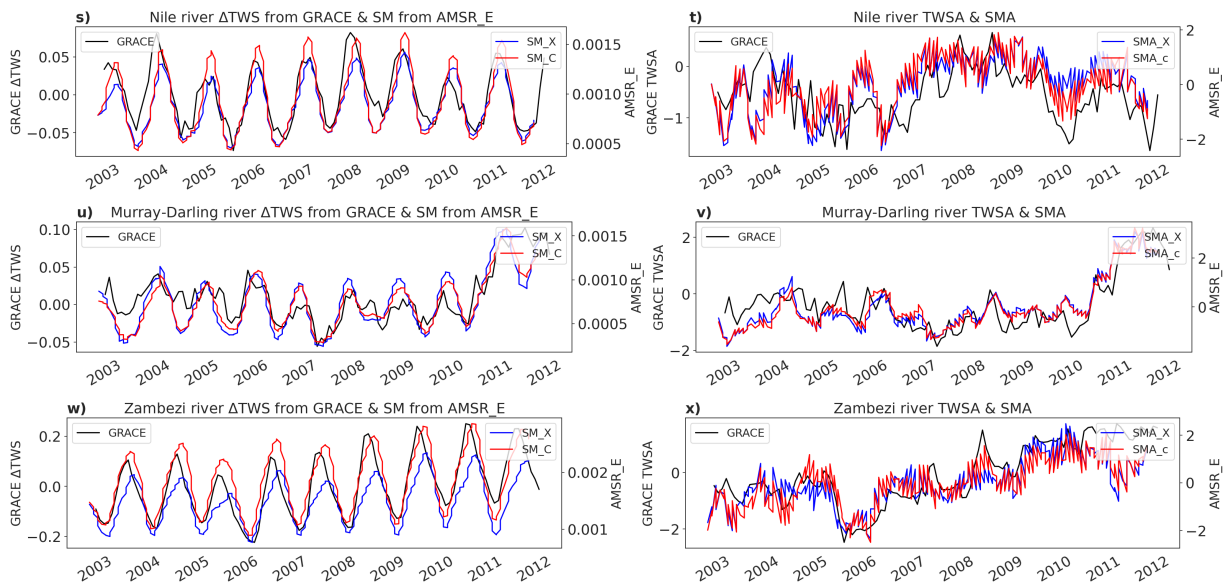 s) Nile river ΔTWS from GRACE & SM from AMSR_E
GRACE ΔTWS
0.05
0.00
−0.05
GRACE
SM_X
SM_C
0.0015
0.0010
0.0005
AMSR_E
2003 2004 2005 2006 2007 2008 2009 2010 2011 2012
t) Nile river TWSA & SMA
GRACE TWSA
0
−1
GRACE
SMA_X
SMA_c
2
0
−2
AMSR_E
2003 2004 2005 2006 2007 2008 2009 2010 2011 2012
u) Murray-Darling river ΔTWS from GRACE & SM from AMSR_E
GRACE ΔTWS
0.10
0.05
0.00
−0.05
GRACE
SM_X
SM_C
0.0015
0.0010
0.0005
AMSR_E
2003 2004 2005 2006 2007 2008 2009 2010 2011 2012
v) Murray-Darling river TWSA & SMA
GRACE TWSA
2
0
−2
GRACE
SMA_X
SMA_c
2
0
AMSR_E
2003 2004 2005 2006 2007 2008 2009 2010 2011 2012
w) Zambezi river ΔTWS from GRACE & SM from AMSR_E
GRACE ΔTWS
0.2
0.0
−0.2
GRACE
SM_X
SM_C
0.002
0.001
AMSR_E
2003 2004 2005 2006 2007 2008 2009 2010 2011 2012
x) Zambezi river TWSA & SMA
GRACE TWSA
0
−2
GRACE
SMA_X
SMA_c
2
0
−2
AMSR_E
2003 2004 2005 2006 2007 2008 2009 2010 2011 2012